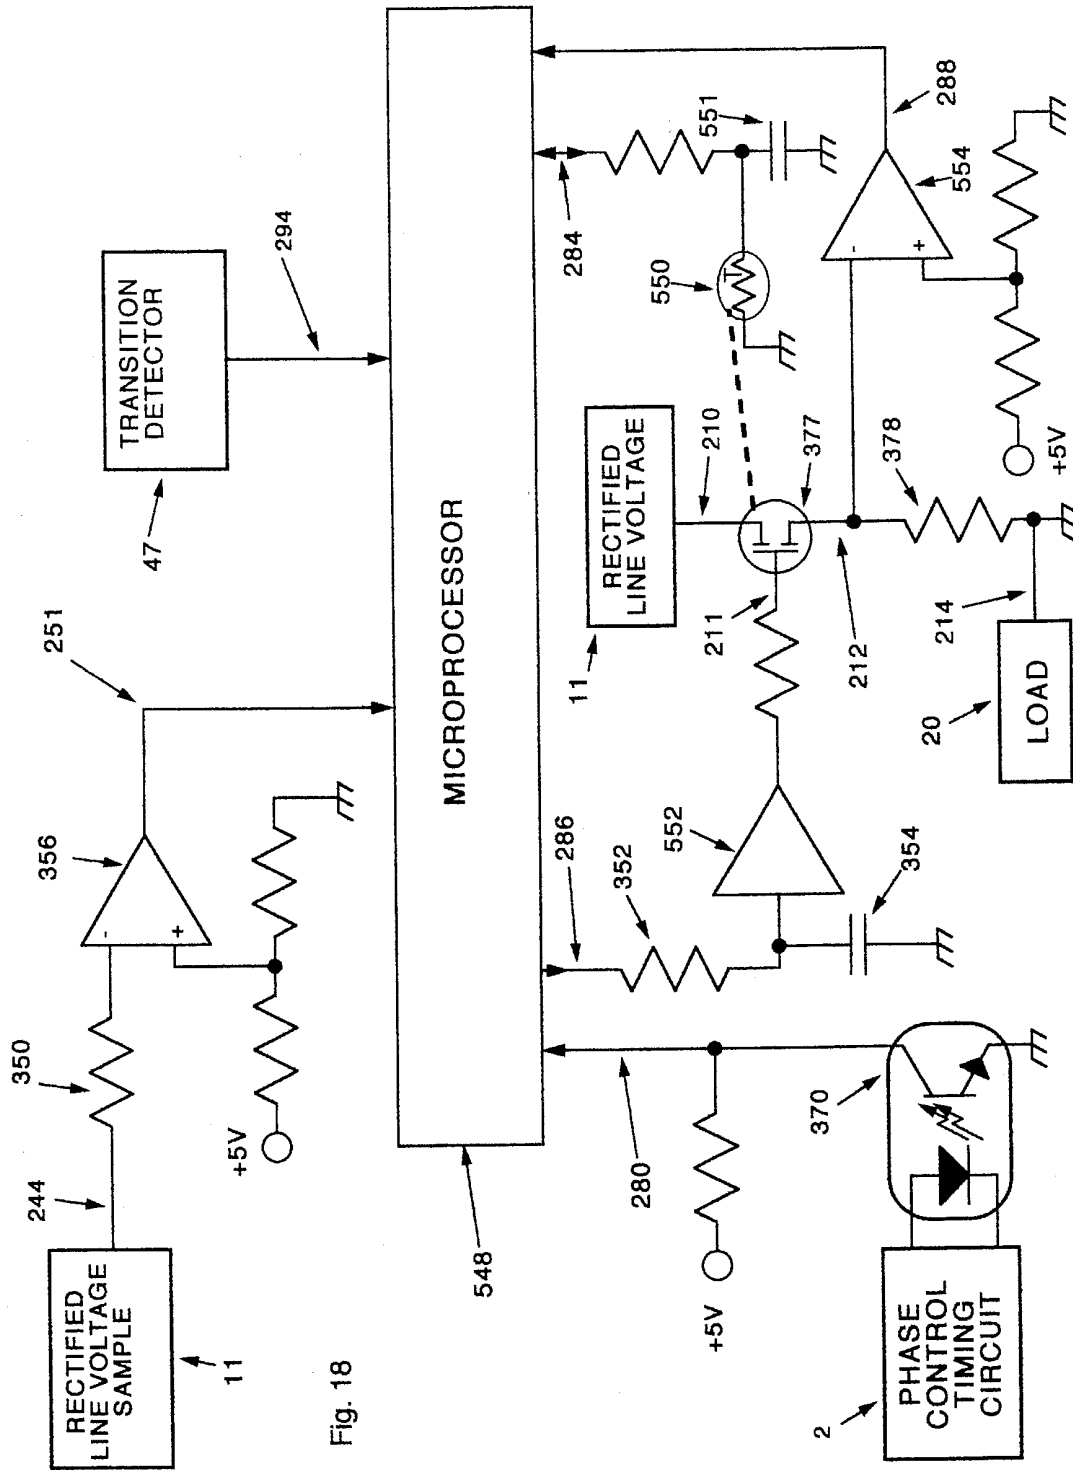 RECTIFIED
LINE VOLTAGE
SAMPLE
11
244
350
356
251
+5V
47
TRANSITION
DETECTOR
294
548
MICROPROCESSOR
Fig. 18
2
PHASE
CONTROL
TIMING
CIRCUIT
+5V
280
370
286
352
354
552
11
RECTIFIED
LINE VOLTAGE
210
211
212
377
378
20
LOAD
214
284
550
T
551
-
+
554
288
+5V
-
+